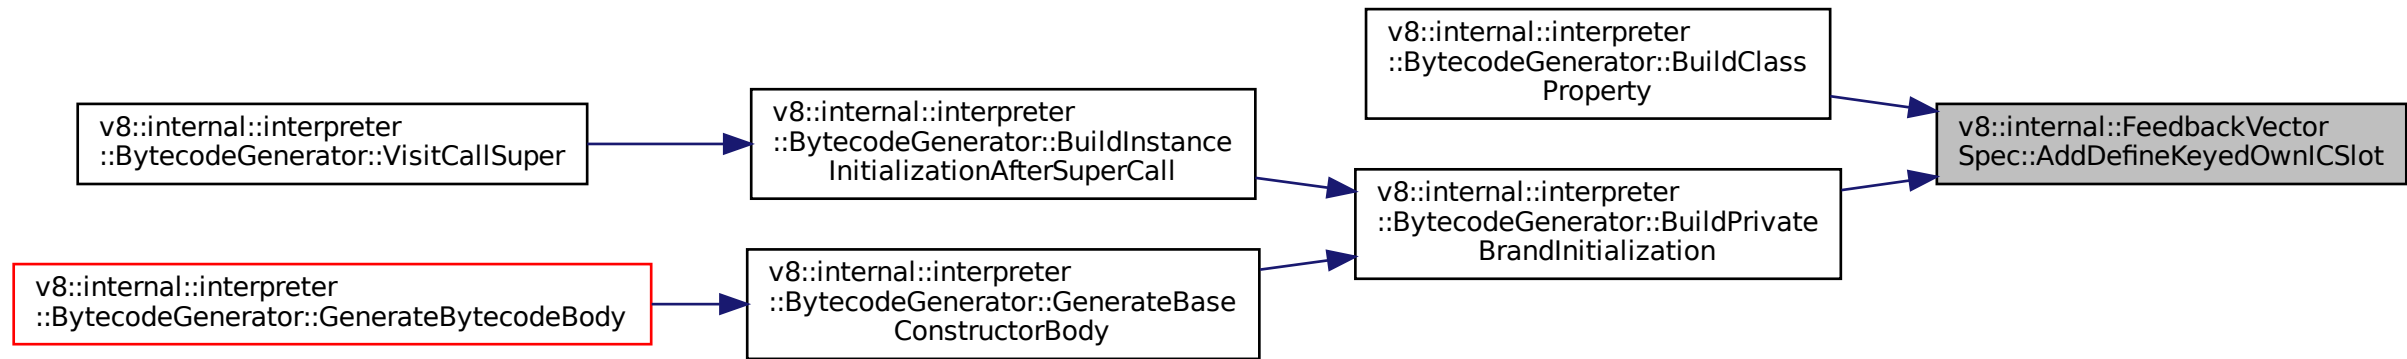 v8::internal::interpreter
::BytecodeGenerator::BuildClass
Property
v8::internal::interpreter
::BytecodeGenerator::VisitCallSuper
v8::internal::interpreter
::BytecodeGenerator::BuildInstance
InitializationAfterSuperCall
v8::internal::FeedbackVector
Spec::AddDefineKeyedOwnICSlot
v8::internal::interpreter
::BytecodeGenerator::BuildPrivate
BrandInitialization
v8::internal::interpreter
::BytecodeGenerator::GenerateBytecodeBody
v8::internal::interpreter
::BytecodeGenerator::GenerateBase
ConstructorBody